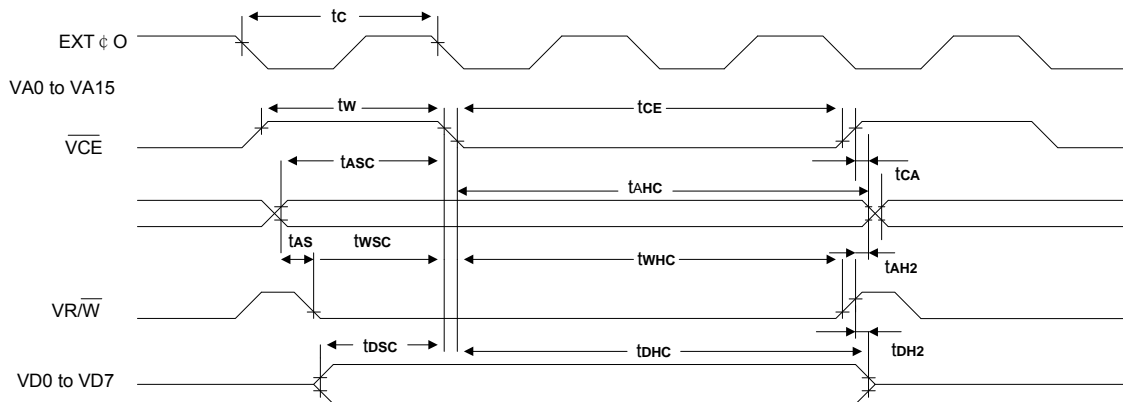 tC
EXT ¢ O
VA0 to VA15
tW
tCE
VCE
tASC
tCA
tAHC
tAS
tWSC
tWHC
tAH2
VR/W
tDSC
tDHC
tDH2
VD0 to VD7